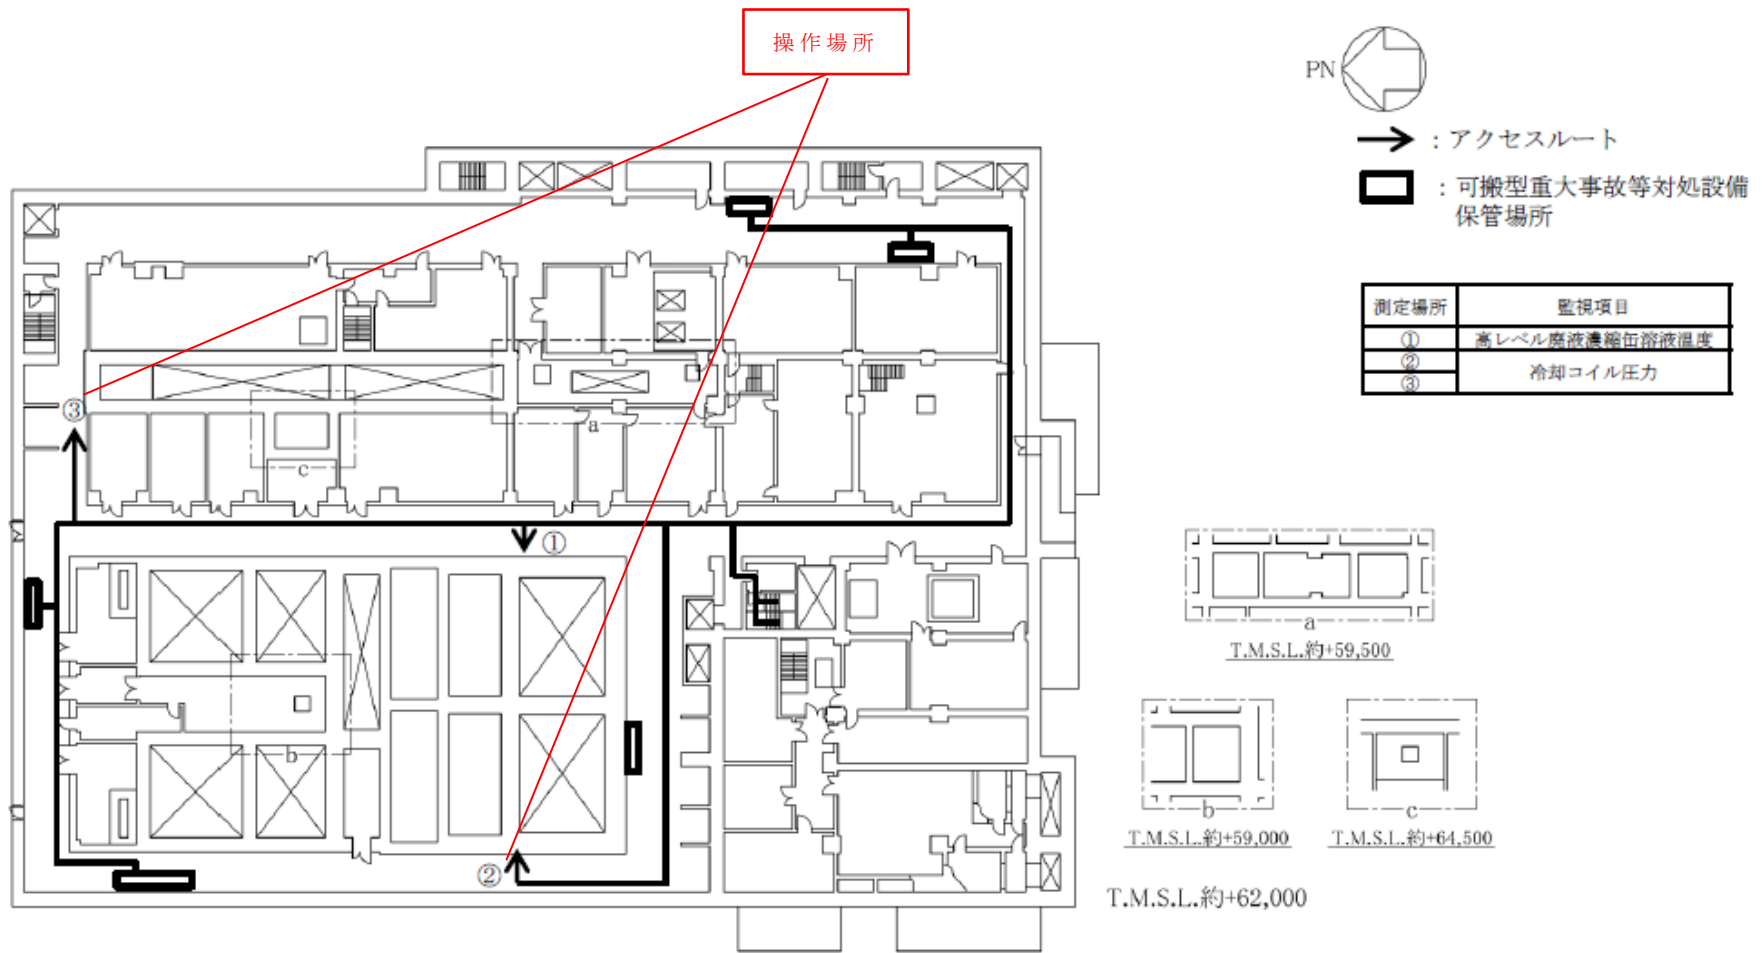 操作場所
PN
：アクセスルート
：可搬型重大事故等対処設備
保管場所
測定場所 監視項目
① 高レベル廃液濃縮缶溶液温度
② 冷却コイル圧力
③
③
a
c
①
b
②
a
T.M.S.L.約+59,500
b
T.M.S.L.約+59,000
c
T.M.S.L.約+64,500
T.M.S.L.約+62,000